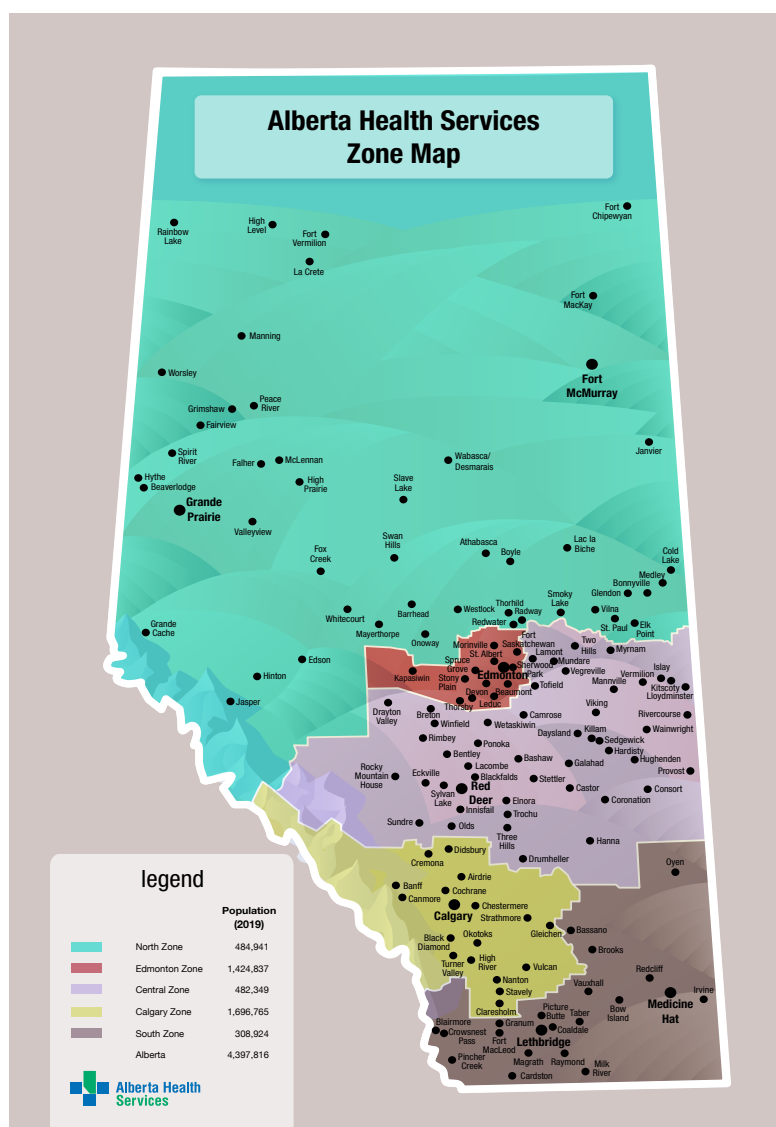 Alberta Health Services
Zone Map
Fort
Chipewyan
Rainbow
Lake
High
Level
Fort
Vermilion
La Crete
Fort
MacKay
Manning
Fort
McMurray
Worsley
Peace
River
Grimshaw
Fairview
Janvier
Spirit
River
Falher
McLennan
Wabasca/
Desmarais
Hythe
Beaverlodge
High
Prairie
Slave
Lake
Grande
Prairie
Valleyview
Swan
Hills
Fox
Creek
Athabasca
Boyle
Lac la
Biche
Cold
Lake
Medley
Bonnyville
Glendon
Whitecourt
Barrhead
Mayerthorpe
Westlock
Thorhild
Radway
Redwater
Smoky
Lake
Vilna
St. Paul
Elk
Point
Grande
Cache
Onoway
Edson
Hinton
Jasper
Morinville
Fort
Saskatchewan
St. Albert
Spruce
Grove
Lamont
Two
Hills
Myrnam
Mundare
Sherwood
Park
Edmonton
Kapasiwin
Stony
Plain
Vegreville
Tofield
Devon
Beaumont
Leduc
Thorsby
Mannville
Vermilion
Islay
Kitscoty
Lloydminster
Drayton
Valley
Breton
Winfield
Wetaskiwin
Camrose
Viking
Rivercourse
Wainwright
Daysland
Killam
Sedgewick
Hardisty
Hughenden
Rimbey
Ponoka
Bentley
Bashaw
Galahad
Provost
Rocky
Mountain
House
Eckville
Lacombe
Blackfalds
Stettler
Castor
Consort
Coronation
Sylvan
Lake
Red
Deer
Innisfail
Elnora
Trochu
Sundre
Olds
Three
Hills
Hanna
Didsbury
Cremona
Drumheller
Oyen
Airdrie
Banff
Cochrane
Canmore
Chestermere
Calgary
Strathmore
Gleichen
Bassano
Black
Diamond
Okotoks
Brooks
Turner
Valley
High
River
Vulcan
Redcliff
Nanton
Stavely
Vauxhall
Medicine
Hat
Irvine
Claresholm
Picture
Butte
Taber
Bow
Island
Blairmore
Crowsnest
Pass
Granum
Fort
MacLeod
Coaldale
Lethbridge
Pincher
Creek
Magrath
Raymond
Milk
River
Cardston
legend
Population
(2019)
North Zone 484,941
Edmonton Zone 1,424,837
Central Zone 482,349
Calgary Zone 1,696,765
South Zone 308,924
Alberta 4,397,816
Alberta Health
Services